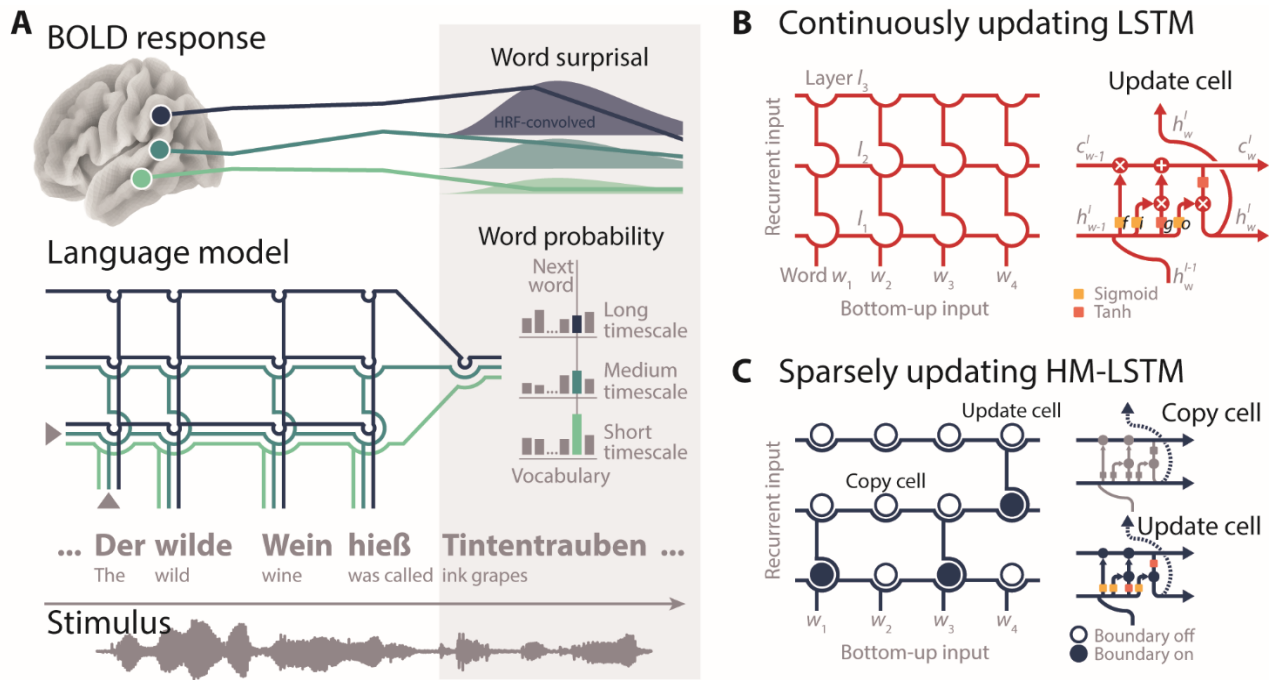 A
BOLD response
Word surprisal
HRF-convolved
Language model
Word probability
Next
word
Long
timescale
Medium
timescale
Short
timescale
Vocabulary
... Der wilde Wein hieß Tintentrauben ...
The wild wine was called ink grapes
Stimulus
B Continuously updating LSTM
Layer l3
l2
l1
Recurrent input
Word w1 w2 w3 w4
Bottom-up input
Update cell
h l w
c l w-1
c l w
h l w-1
f i g o
h l w
h l-1 w
Sigmoid
Tanh
C Sparsely updating HM-LSTM
Update cell
Copy cell
Recurrent input
w1 w2 w3 w4
Bottom-up input
Copy cell
Update cell
Boundary off
Boundary on